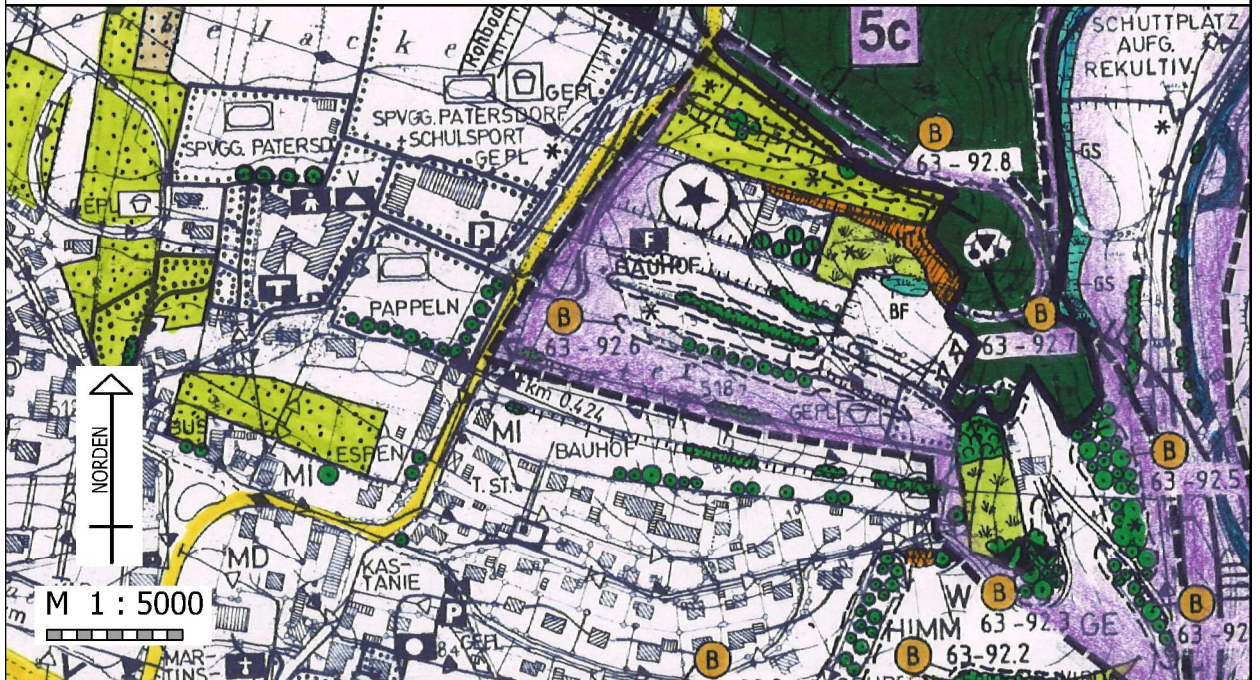 5c
SCHUTTPLATZ
AUFG.
REKULTIV.
e l a c k e
GEPL
SPVGG. PATERSDORF
+SCHULSPORT
GEPL
SPVGG. PATERSD
V
B
63-92.8
GS
GEPL
P
F
BAUHOF
GS
PAPPELN
B
63-92.6
BF
B
63-92.7
5187
km 0.424
GEPL
BUS
ESPEN
MI
MI
BAUHOF
T. ST.
B
63-92.5
NORDEN
M 1 : 5000
MD
KAS-
TANIE
P
GEPL
W
B
63-92.3
GE
B
63-92
HIMM
B
63-92.2
B
MAR
TINS-